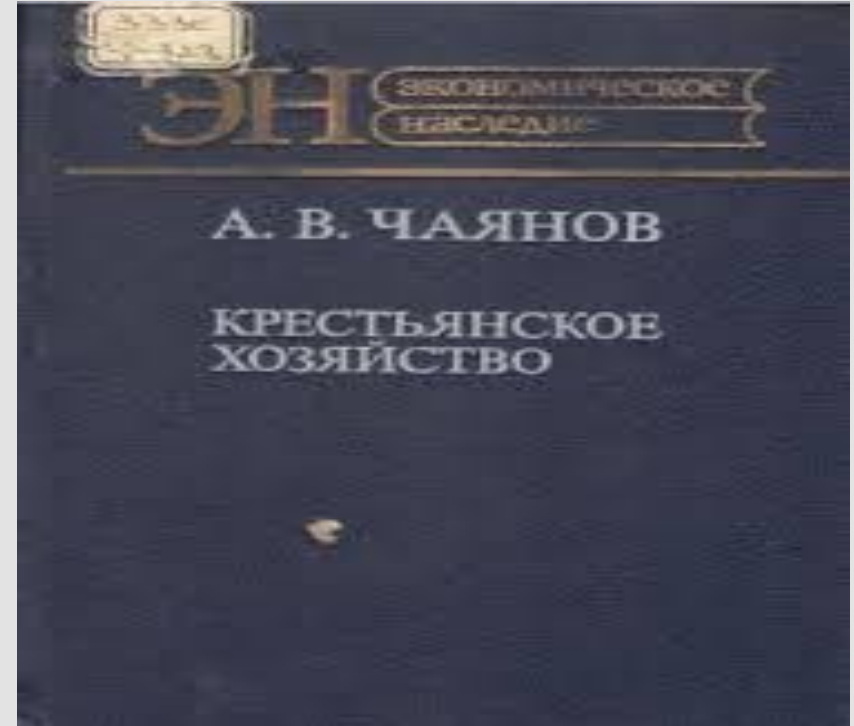 ЭН
экономическое
наследие
А. В. ЧАЯНОВ
КРЕСТЬЯНСКОЕ
ХОЗЯЙСТВО